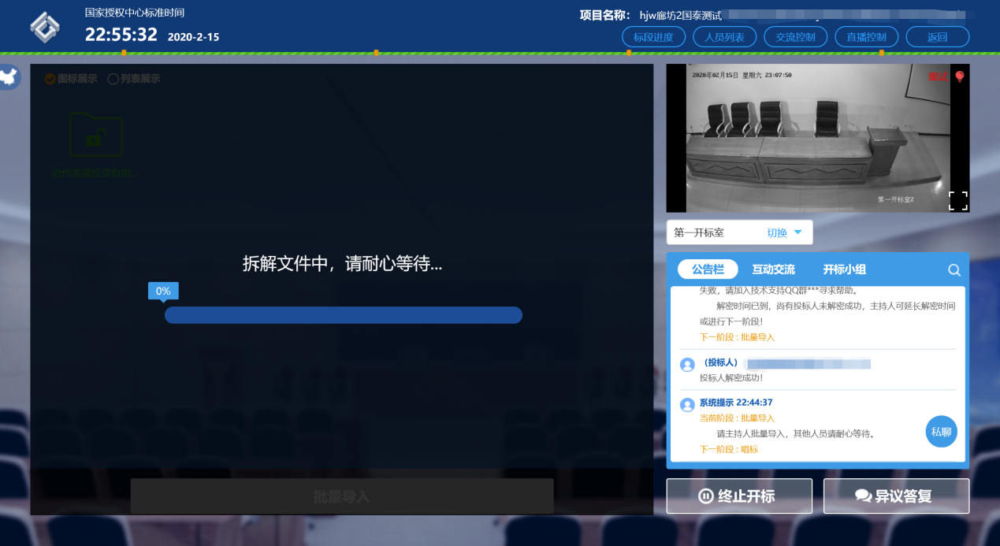 国家授权中心标准时间
22:55:32 2020-2-15
项目名称： hjw廊坊2国泰测试
标段进度 人员列表 交流控制 直播控制 返回
图标展示 列表展示
沧州富强投资有限...
拆解文件中，请耐心等待...
0%
批量导入
2020年02月15日 星期六 23:07:50
第一开标室2
第一开标室 切换
公告栏 互动交流 开标小组
失败，请加入技术支持QQ群***寻求帮助。
解密时间已到，尚有投标人未解密成功，主持人可延长解密时间
或进行下一阶段！
下一阶段：批量导入
（投标人）
投标人解密成功！
系统提示 22:44:37
当前阶段：批量导入
请主持人批量导入，其他人员请耐心等待。
下一阶段：唱标
私聊
终止开标 异议答复